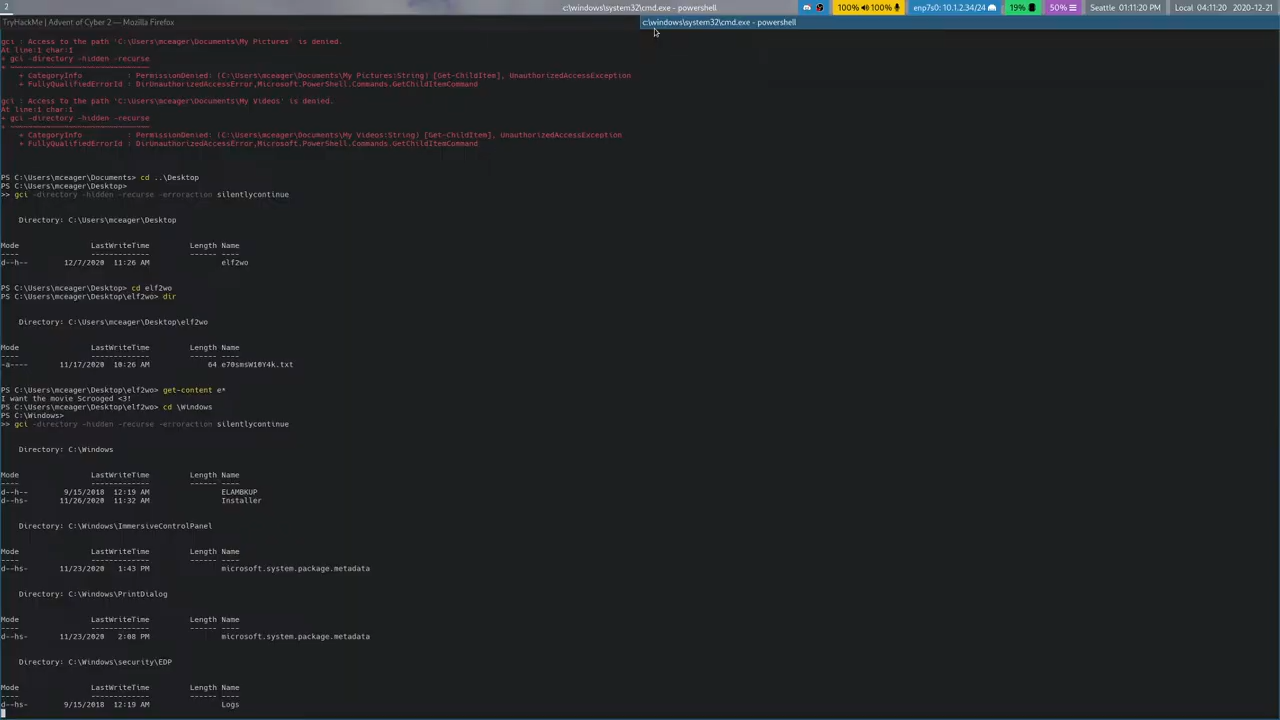 2
c:\windows\system32\cmd.exe - powershell
100% 100%
enp7s0: 10.1.2.34/24
19%
50%
Seattle 01:11:20 PM
Local: 04:11:20 2020-12-21
TryHackMe | Advent of Cyber 2 — Mozilla Firefox
c:\windows\system32\cmd.exe - powershell
gci : Access to the path 'C:\Users\mceager\Documents\My Pictures' is denied.
At line:1 char:1
+ gci -directory -hidden -recurse
+ ~~~~~~~~~~~~~~~~~~~~~~~~~~~~~~~
+ CategoryInfo : PermissionDenied: (C:\Users\mceager\Documents\My Pictures:String) [Get-ChildItem], UnauthorizedAccessException
+ FullyQualifiedErrorId : DirUnauthorizedAccessError,Microsoft.PowerShell.Commands.GetChildItemCommand
gci : Access to the path 'C:\Users\mceager\Documents\My Videos' is denied.
At line:1 char:1
+ gci -directory -hidden -recurse
+ ~~~~~~~~~~~~~~~~~~~~~~~~~~~~~~~
+ CategoryInfo : PermissionDenied: (C:\Users\mceager\Documents\My Videos:String) [Get-ChildItem], UnauthorizedAccessException
+ FullyQualifiedErrorId : DirUnauthorizedAccessError,Microsoft.PowerShell.Commands.GetChildItemCommand
PS C:\Users\mceager\Documents> cd ..\Desktop
PS C:\Users\mceager\Desktop>
>> gci -directory -hidden -recurse -erroraction silentlycontinue
Directory: C:\Users\mceager\Desktop
Mode LastWriteTime Length Name
---- ------------- ------ ----
d--h-- 12/7/2020 11:26 AM elf2wo
PS C:\Users\mceager\Desktop> cd elf2wo
PS C:\Users\mceager\Desktop\elf2wo> dir
Directory: C:\Users\mceager\Desktop\elf2wo
Mode LastWriteTime Length Name
---- ------------- ------ ----
-a---- 11/17/2020 10:26 AM 64 e70smsW10Y4k.txt
PS C:\Users\mceager\Desktop\elf2wo> get-content e*
I want the movie Scrooged <3!
PS C:\Users\mceager\Desktop\elf2wo> cd \Windows
PS C:\Windows>
>> gci -directory -hidden -recurse -erroraction silentlycontinue
Directory: C:\Windows
Mode LastWriteTime Length Name
---- ------------- ------ ----
d--h-- 9/15/2018 12:19 AM ELAMBKUP
d--hs- 11/26/2020 11:32 AM Installer
Directory: C:\Windows\ImmersiveControlPanel
Mode LastWriteTime Length Name
---- ------------- ------ ----
d--hs- 11/23/2020 1:43 PM microsoft.system.package.metadata
Directory: C:\Windows\PrintDialog
Mode LastWriteTime Length Name
---- ------------- ------ ----
d--hs- 11/23/2020 2:08 PM microsoft.system.package.metadata
Directory: C:\Windows\security\EDP
Mode LastWriteTime Length Name
---- ------------- ------ ----
d--hs- 9/15/2018 12:19 AM Logs